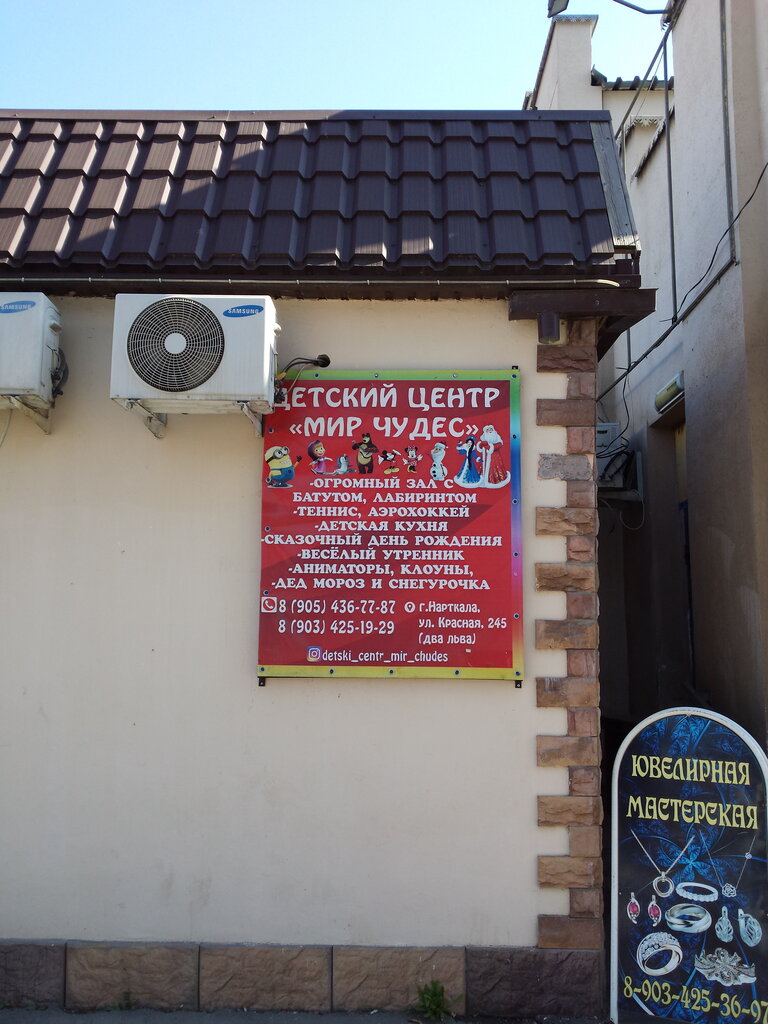 SAMSUNG
SAMSUNG
ДЕТСКИЙ ЦЕНТР
«МИР ЧУДЕС»
-ОГРОМНЫЙ ЗАЛ С
БАТУТОМ, ЛАБИРИНТОМ
-ТЕННИС, АЭРОХОККЕЙ
-ДЕТСКАЯ КУХНЯ
-СКАЗОЧНЫЙ ДЕНЬ РОЖДЕНИЯ
-ВЕСЁЛЫЙ УТРЕННИК
-АНИМАТОРЫ, КЛОУНЫ,
-ДЕД МОРОЗ И СНЕГУРОЧКА
8 (905) 436-77-87
8 (903) 425-19-29
г.Нарткала,
ул. Красная, 245
(два льва)
detski_centr_mir_chudes
ЮВЕЛИРНАЯ
МАСТЕРСКАЯ
8-903-425-36-97